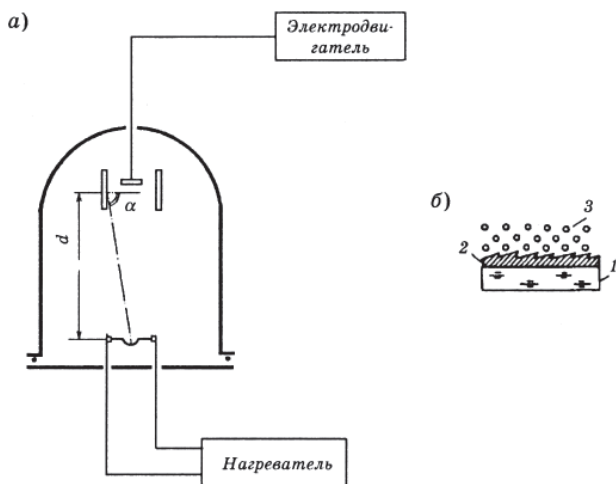 а)
Электродви-
гатель
α
d
б)
3
2
1
Нагреватель